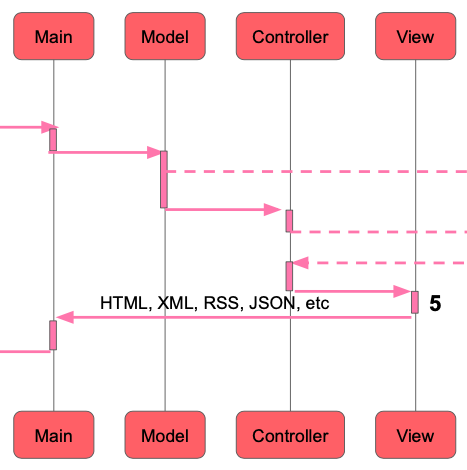 Main
Model
Controller
View
HTML, XML, RSS, JSON, etc
5
Main
Model
Controller
View